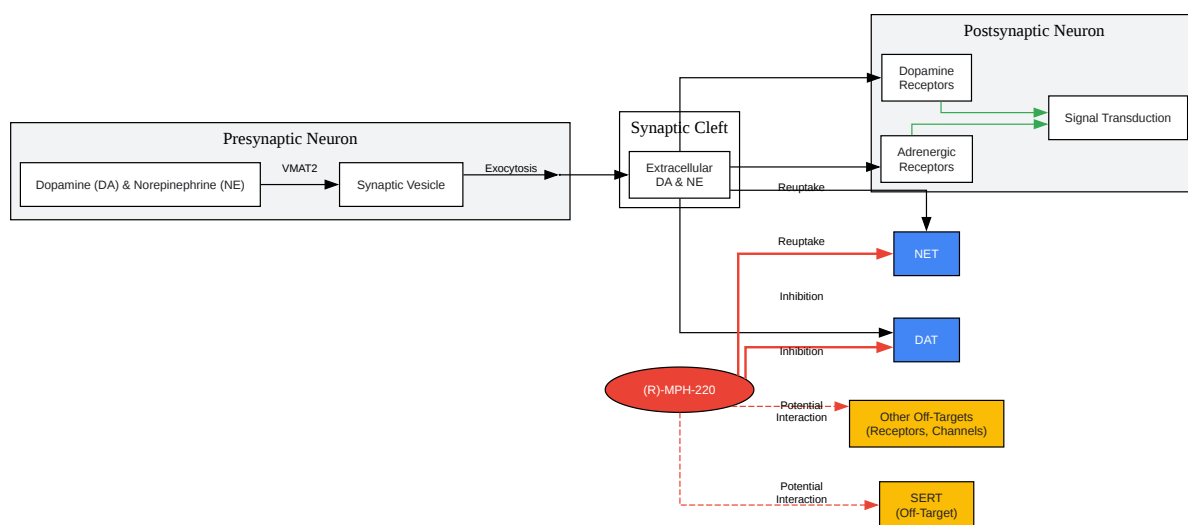 Postsynaptic Neuron
Dopamine
Receptors
Signal Transduction
Synaptic Cleft
Presynaptic Neuron
Adrenergic
Receptors
VMAT2
Exocytosis
Extracellular
DA & NE
Dopamine (DA) & Norepinephrine (NE)
Synaptic Vesicle
Reuptake
Reuptake
NET
Inhibition
DAT
Inhibition
(R)-MPH-220
Potential
Interaction
Other Off-Targets
(Receptors, Channels)
Potential
Interaction
SERT
(Off-Target)